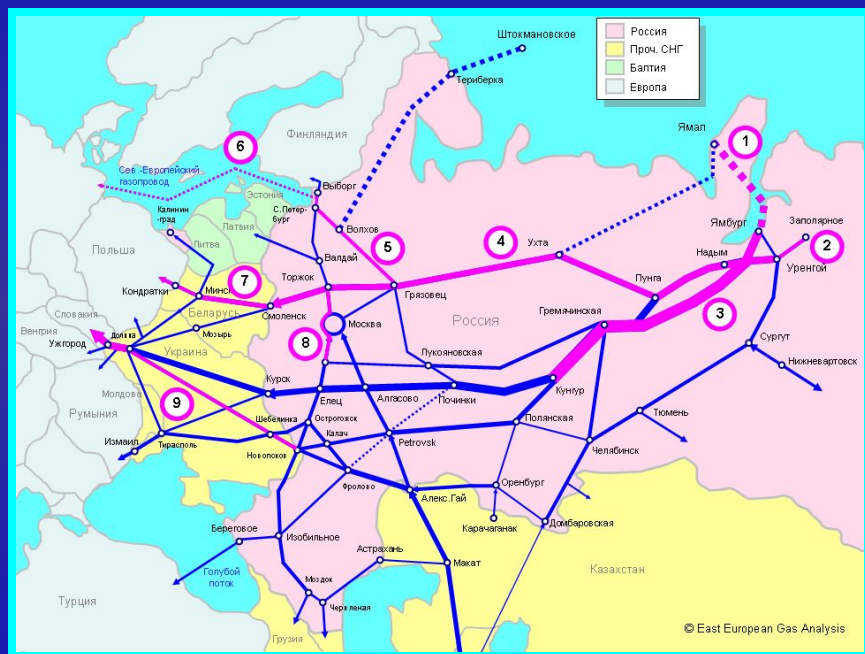 Штокмановское
Териберка
Россия
Проч. СНГ
Балтия
Европа
Ямал
1
Финляндия
6
Сев.-Европейский
газопровод
Выборг
Эстония
С.Петер-
бург
Калинин
-град
Латвия
Литва
Волхов
Ямбург
Заполярное
2
Надым
Уренгой
4
Ухта
5
Валдай
Польша
Пунга
7
Торжок
Грязовец
Кондратки
Минск
Беларусь
Смоленск
Гремячинская
3
Россия
Москва
Словакия
Мозырь
8
Венгрия
Ужгород
Долина
Украина
Лукояновская
Сургут
Нижневартовск
Молдова
Курск
Елец
Алгасово
Починки
Кунгур
Румыния
9
Шебелинка
Острогожск
Калач
Petrovsk
Полянская
Тюмень
Измаил
Тирасполь
Новопсков
Челябинск
Фролово
Оренбург
Алекс.Гай
Карачаганак
Домбаровская
Береговое
Изобильное
Астрахань
Макат
Голубой
поток
Казахстан
Моздок
Червленая
Турция
Грузия
© East European Gas Analysis